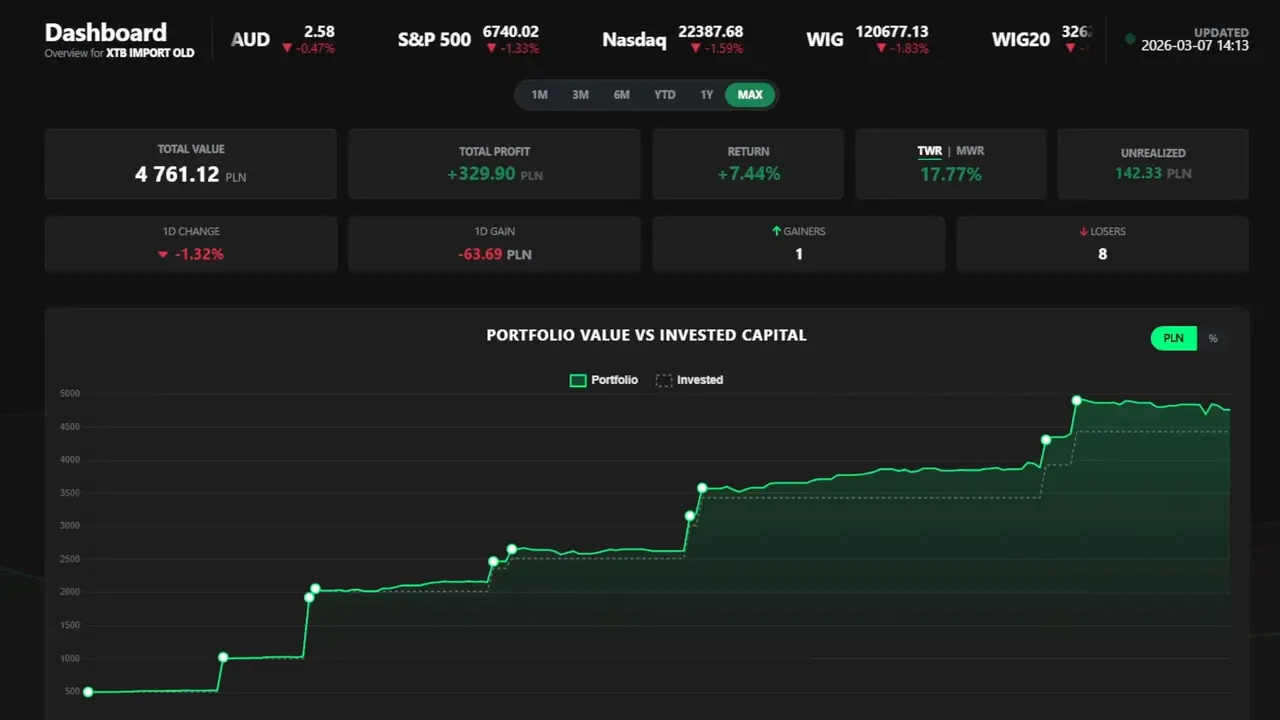 Dashboard
Overview for XTB IMPORT OLD
AUD 2.58 ▼ -0.47%
S&P 500 6740.02 ▼ -1.33%
Nasdaq 22387.68 ▼ -1.59%
WIG 120677.13 ▼ -1.83%
WIG20
UPDATED
2026-03-07 14:13
1M 3M 6M YTD 1Y MAX
TOTAL VALUE
4 761.12 PLN
TOTAL PROFIT
+329.90 PLN
RETURN
+7.44%
TWR | MWR
17.77%
UNREALIZED
142.33 PLN
1D CHANGE
▼ -1.32%
1D GAIN
-63.69 PLN
↑ GAINERS
1
↓ LOSERS
8
PORTFOLIO VALUE VS INVESTED CAPITAL
PLN %
Portfolio Invested
5000
4500
4000
3500
3000
2500
2000
1500
1000
500